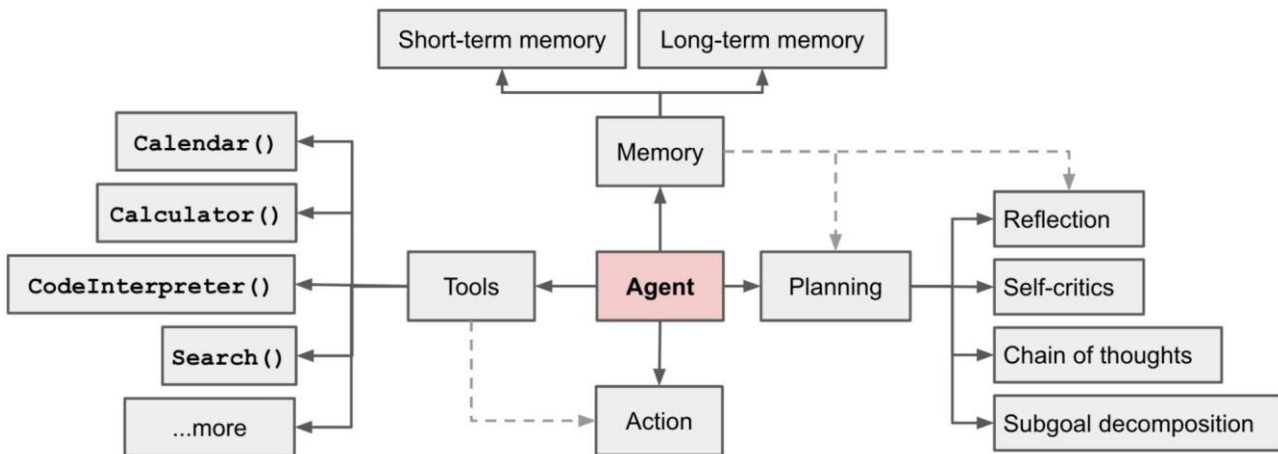 Short-term memory
Long-term memory
Calendar()
Memory
Calculator()
Reflection
CodeInterpreter()
Tools
Agent
Planning
Self-critics
Search()
Chain of thoughts
...more
Action
Subgoal decomposition